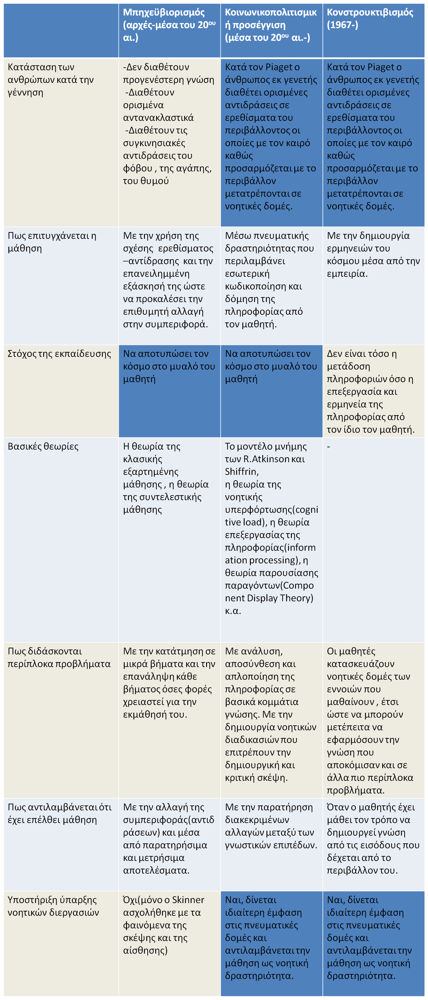 Μπηχεϋβιορισμός
(αρχές-μέσα του 20ου
αι.)
Κοινωνικοπολιτισμικ
ή προσέγγιση
(μέσα του 20ου αι.-)
Κονστρουκτιβισμός
(1967-)
Κατάσταση των
ανθρώπων κατά την
γέννηση
-Δεν διαθέτουν
προγενέστερη γνώση
-Διαθέτουν
ορισμένα
αντανακλαστικά
-Διαθέτουν τις
συγκινησιακές
αντιδράσεις του
φόβου , της αγάπης,
του θυμού
Κατά τον Piaget ο
άνθρωπος εκ γενετής
διαθέτει ορισμένες
αντιδράσεις σε
ερεθίσματα του
περιβάλλοντος οι
οποίες με τον καιρό
καθώς
προσαρμόζεται με το
περιβάλλον
μετατρέπονται σε
νοητικές δομές.
Κατά τον Piaget ο
άνθρωπος εκ γενετής
διαθέτει ορισμένες
αντιδράσεις σε
ερεθίσματα του
περιβάλλοντος οι
οποίες με τον καιρό
καθώς
προσαρμόζεται με το
περιβάλλον
μετατρέπονται σε
νοητικές δομές.
Πως επιτυγχάνεται η
μάθηση
Με την χρήση της
σχέσης ερεθίσματος
–αντίδρασης και την
επανειλημμένη
εξάσκησή της ώστε
να προκαλέσει την
επιθυμητή αλλαγή
στην συμπεριφορά.
Μέσω πνευματικής
δραστηριότητας που
περιλαμβάνει
εσωτερική
κωδικοποίηση και
δόμηση της
πληροφορίας από
τον μαθητή.
Με την δημιουργία
ερμηνειών του
κόσμου μέσα από την
εμπειρία.
Στόχος της εκπαίδευσης
Να αποτυπώσει τον
κόσμο στο μυαλό του
μαθητή
Να αποτυπώσει τον
κόσμο στο μυαλό του
μαθητή
Δεν είναι τόσο η
μετάδοση
πληροφοριών όσο η
επεξεργασία και
ερμηνεία της
πληροφορίας από
τον ίδιο τον μαθητή.
Βασικές θεωρίες
Η θεωρία της
κλασικής
εξαρτημένης
μάθησης , η θεωρία
της συντελεστικής
μάθησης
Το μοντέλο μνήμης
των R.Atkinson και
Shiffrin,
η θεωρία της
νοητικής
υπερφόρτωσης(cogni
tive load), η θεωρία
επεξεργασίας της
πληροφορίας(inform
ation processing), η
θεωρία παρουσίασης
παραγόντων(Compo
nent Display Theory)
κ.α.
-
Πως διδάσκονται
περίπλοκα προβλήματα
Με την κατάτμηση σε
μικρά βήματα και την
επανάληψη κάθε
βήματος όσες φορές
χρειαστεί για την
εκμάθησή του.
Με ανάλυση,
αποσύνθεση και
απλοποίηση της
πληροφορίας σε
βασικά κομμάτια
γνώσης. Με την
δημιουργία νοητικών
διαδικασιών που
επιτρέπουν την
δημιουργική και
κριτική σκέψη.
Οι μαθητές
κατασκευάζουν
νοητικές δομές των
εννοιών που
μαθαίνουν , έτσι
ώστε να μπορούν
μετέπειτα να
εφαρμόσουν την
γνώση που
αποκόμισαν και σε
άλλα πιο περίπλοκα
προβλήματα.
Πως αντιλαμβάνεται ότι
έχει επέλθει μάθηση
Με την αλλαγή της
συμπεριφοράς(αντιδ
ράσεων) και μέσα
από παρατηρήσιμα
και μετρήσιμα
αποτελέσματα.
Με την παρατήρηση
διακεκριμένων
αλλαγών μεταξύ των
γνωστικών επιπέδων.
Όταν ο μαθητής έχει
μάθει τον τρόπο να
δημιουργεί γνώση
από τις εισόδους που
δέχεται από το
περιβάλλον του.
Υποστήριξη ύπαρξης
νοητικών διεργασιών
Όχι(μόνο ο Skinner
ασχολήθηκε με τα
φαινόμενα της
σκέψης και της
αίσθησης)
Ναι, δίνεται
ιδιαίτερη έμφαση
στις πνευματικές
δομές και
αντιλαμβάνεται την
μάθηση ως νοητική
δραστηριότητα.
Ναι, δίνεται
ιδιαίτερη έμφαση
στις πνευματικές
δομές και
αντιλαμβάνεται την
μάθηση ως νοητική
δραστηριότητα.